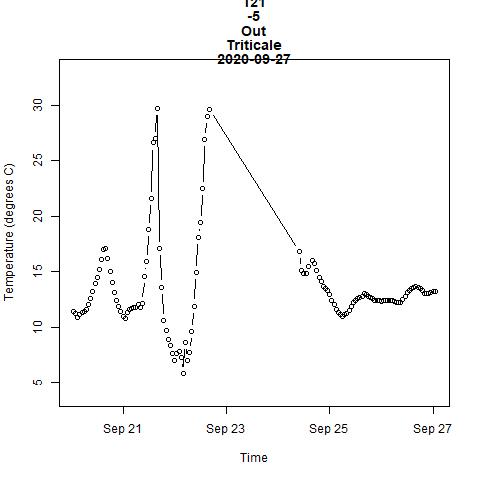 121
-5
Out
Triticale
2020-09-27
30
25
20
15
10
5
Temperature (degrees C)
Sep 21
Sep 23
Sep 25
Sep 27
Time